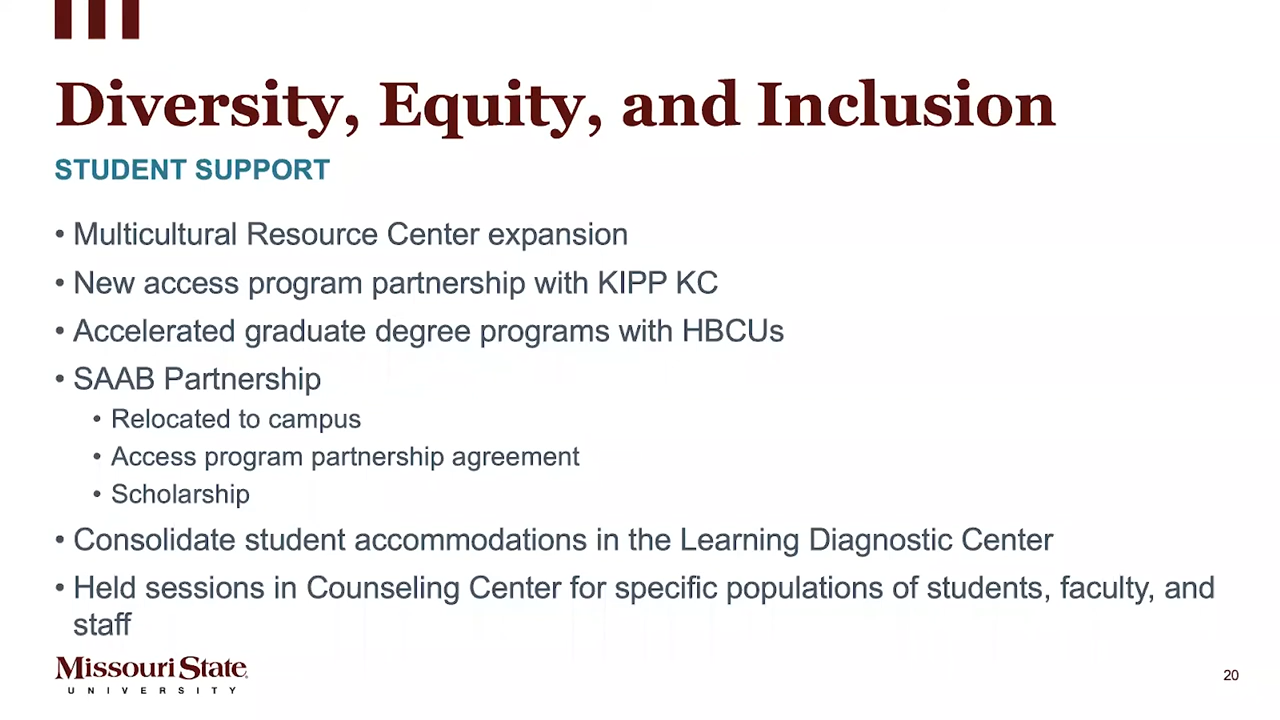 Diversity, Equity, and Inclusion
STUDENT SUPPORT
• Multicultural Resource Center expansion
• New access program partnership with KIPP KC
• Accelerated graduate degree programs with HBCUs
• SAAB Partnership
• Relocated to campus
• Access program partnership agreement
• Scholarship
• Consolidate student accommodations in the Learning Diagnostic Center
• Held sessions in Counseling Center for specific populations of students, faculty, and
staff
Missouri State
UNIVERSITY
20